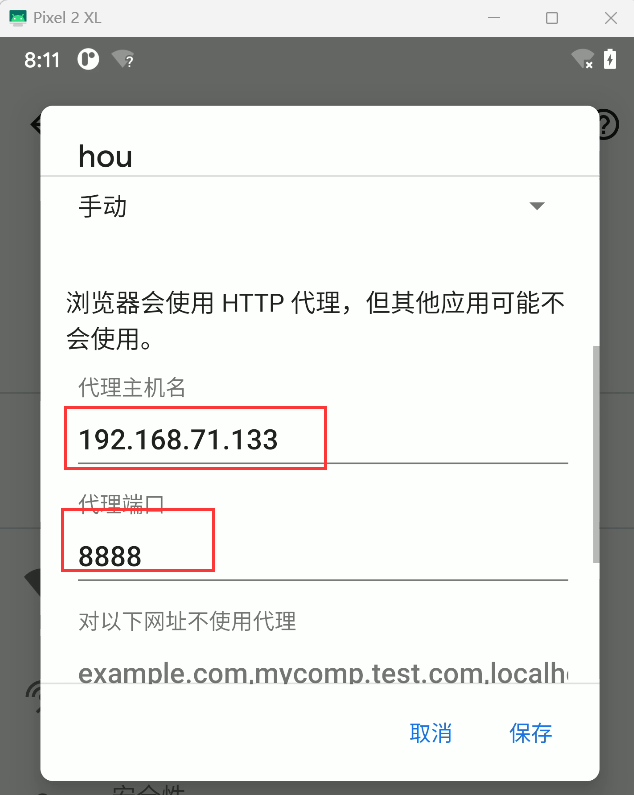 Pixel 2 XL
8:11
hou
手动
浏览器会使用 HTTP 代理，但其他应用可能不
会使用。
代理主机名
192.168.71.133
代理端口
8888
对以下网址不使用代理
example.com,mycomp.test.com,localho
取消 保存
安全性